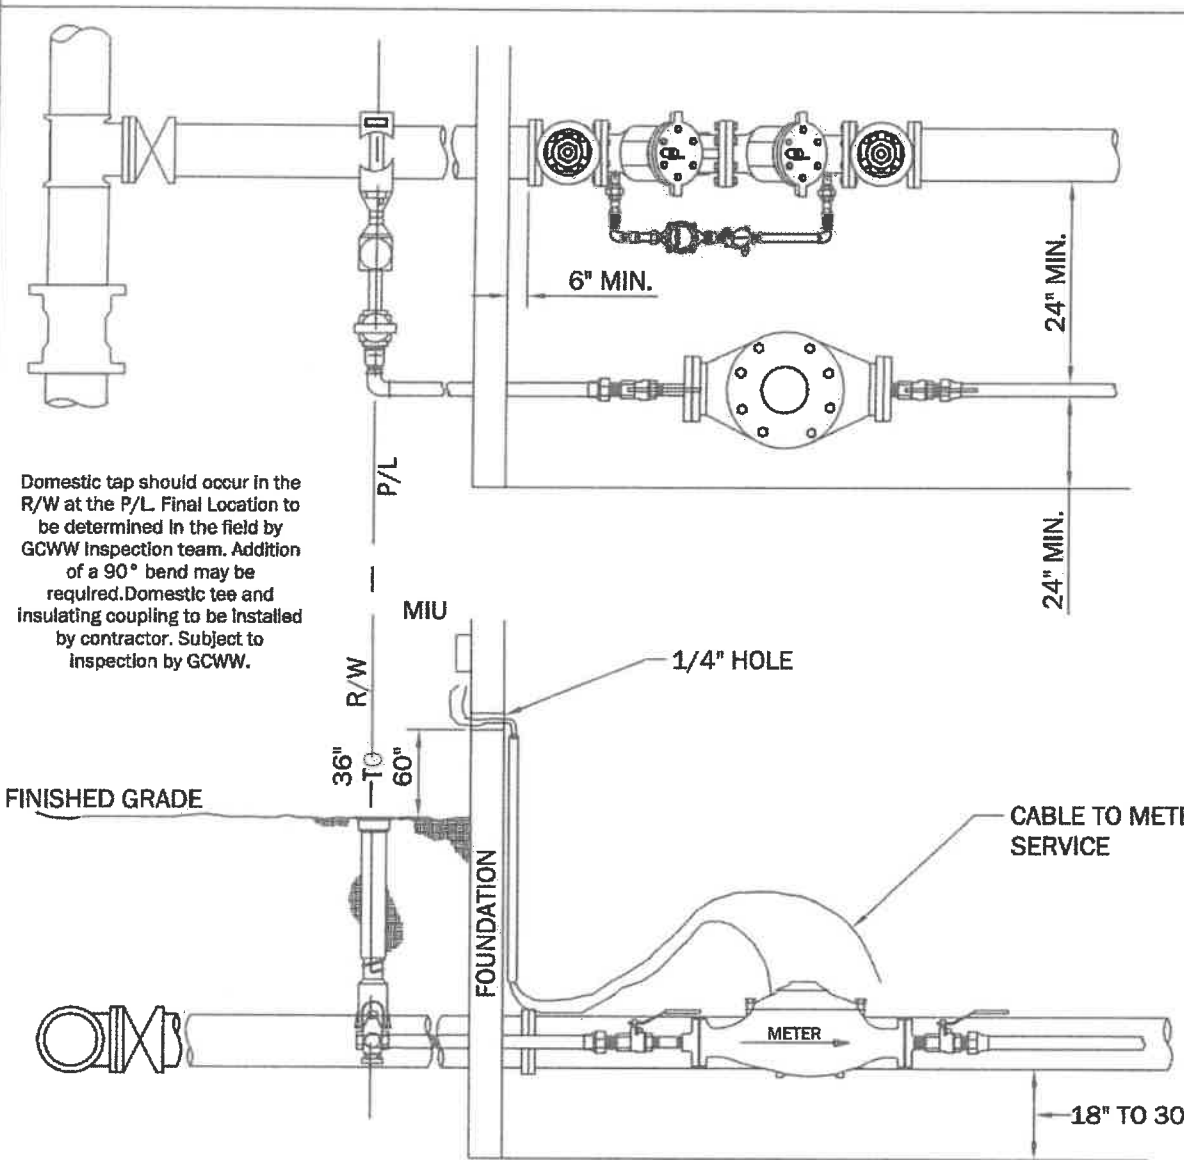 6" MIN.
24" MIN.
24" MIN.
P/L
Domestic tap should occur in the
R/W at the P/L. Final Location to
be determined in the field by
GCWW inspection team. Addition
of a 90° bend may be
required.Domestic tee and
insulating coupling to be installed
by contractor. Subject to
inspection by GCWW.
MIU
R/W
1/4" HOLE
36"
TO
60"
FINISHED GRADE
FOUNDATION
CABLE TO METE
SERVICE
METER
18" TO 30